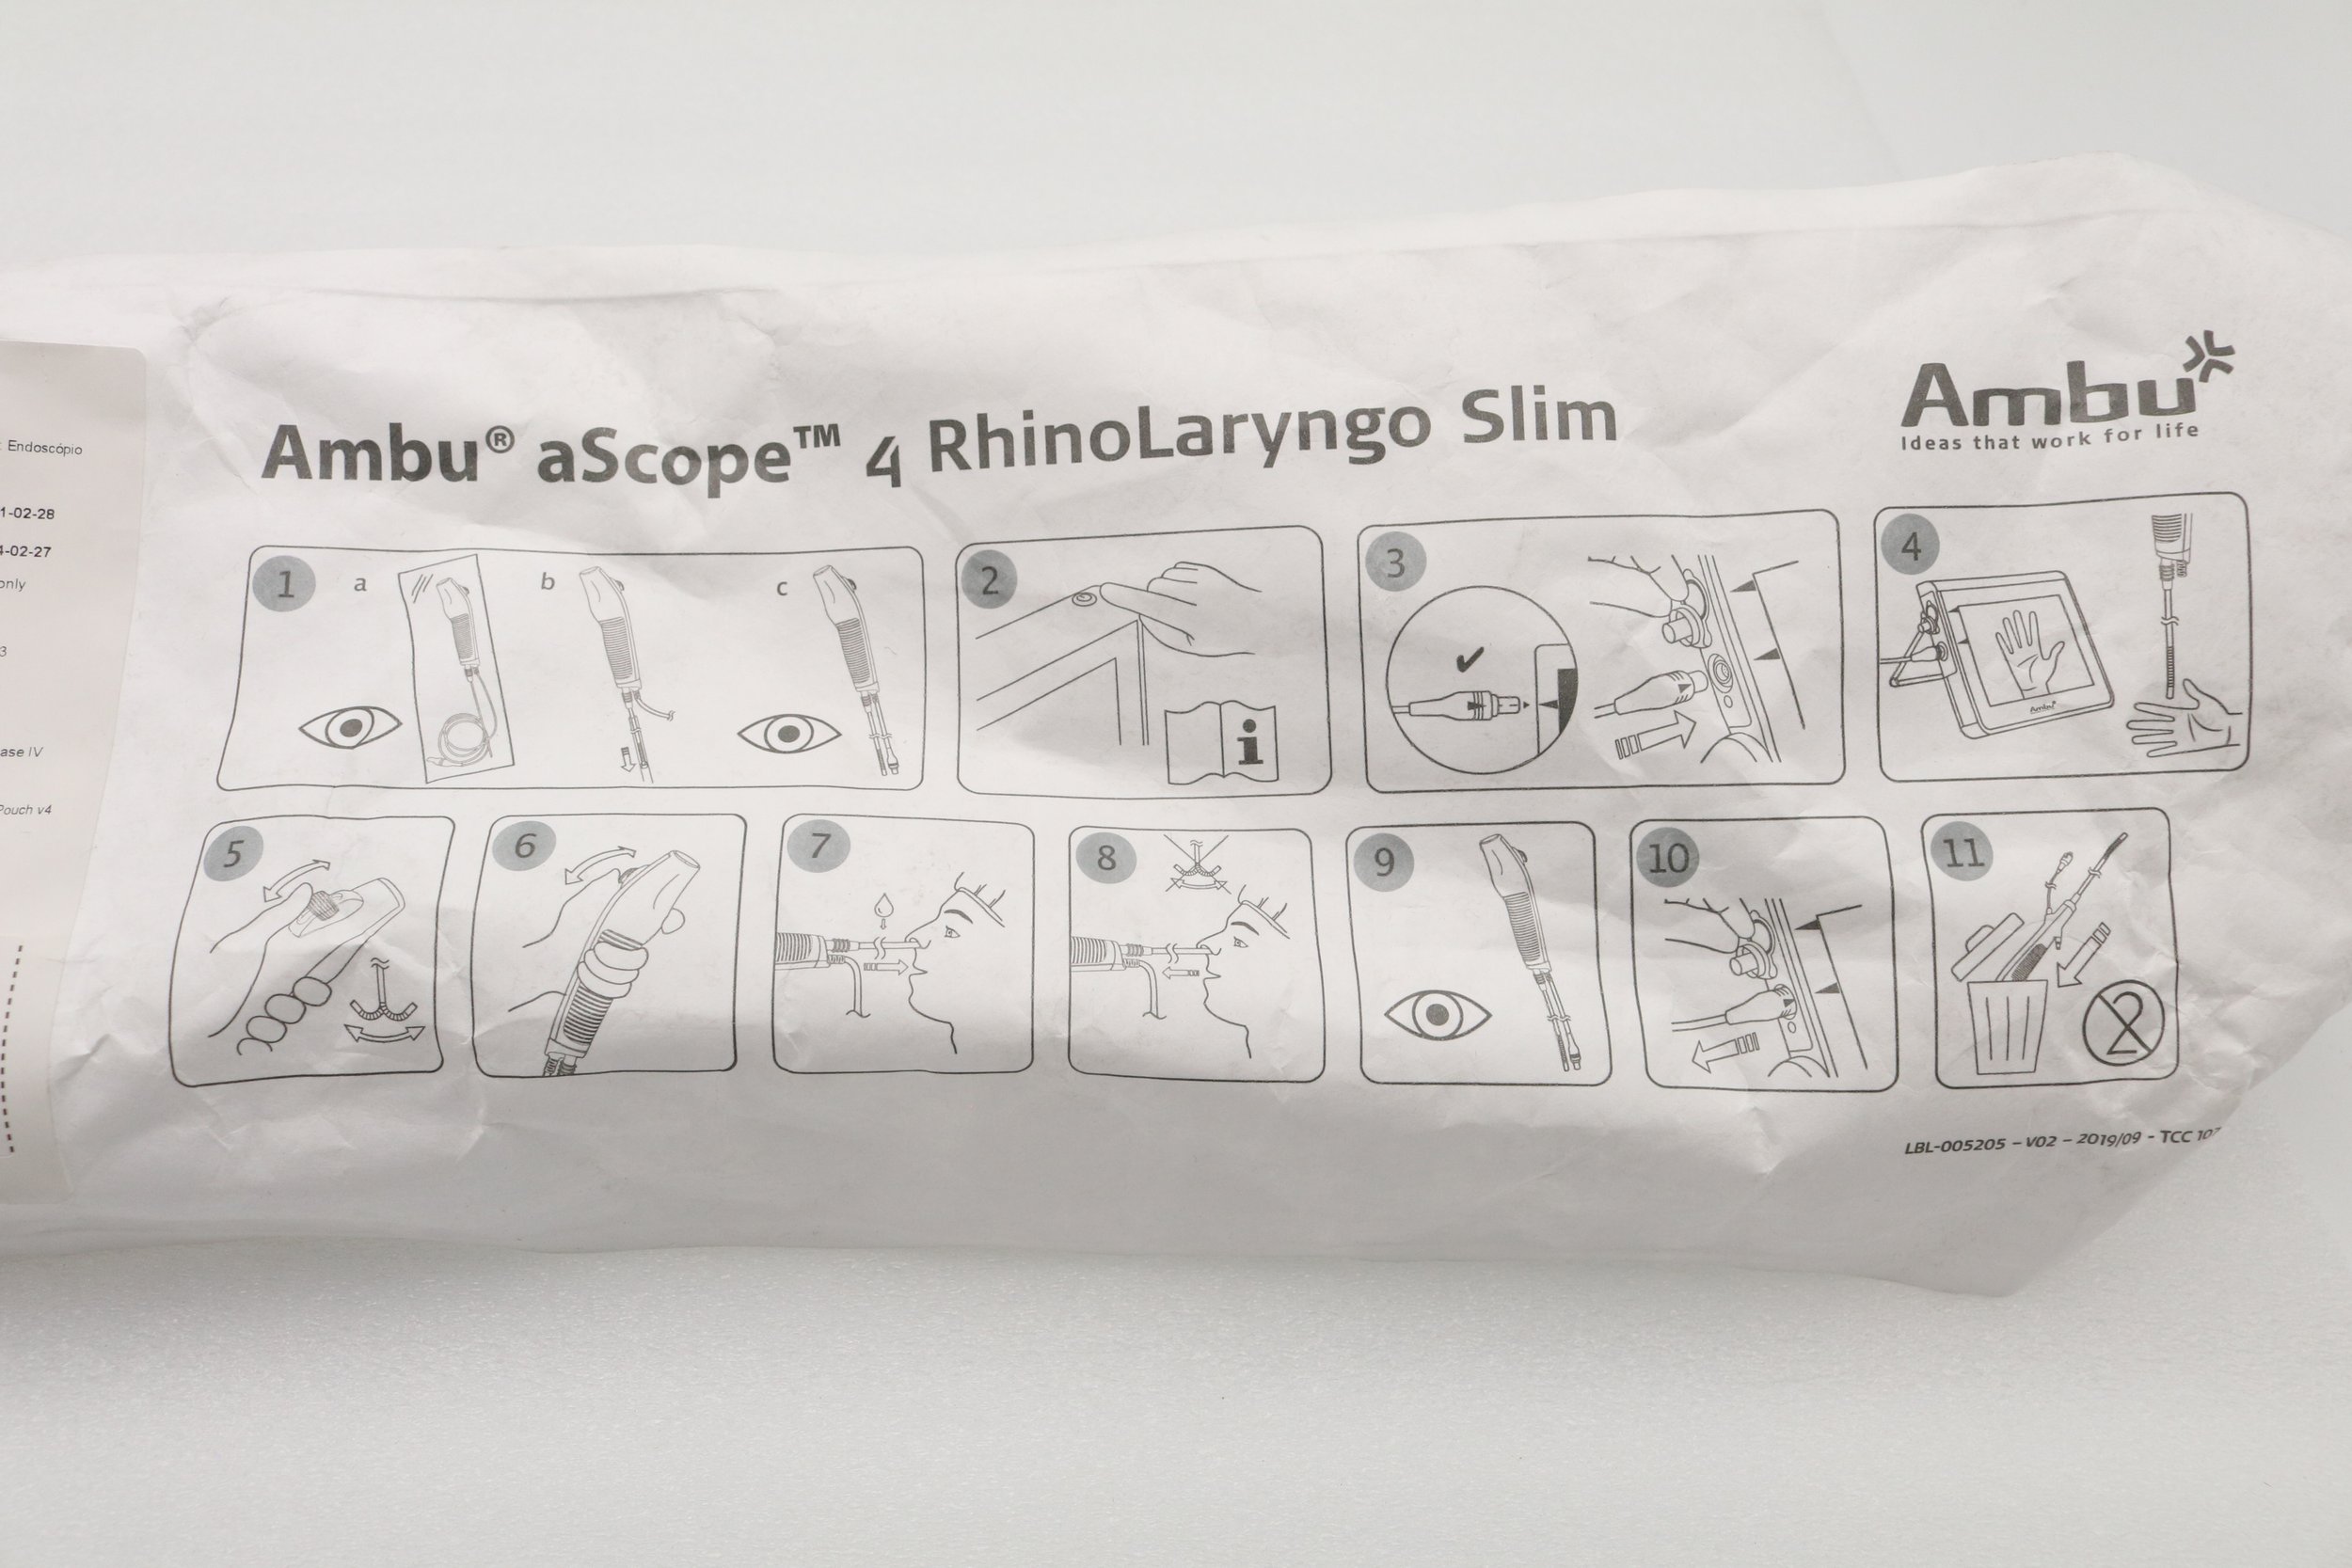 Ambu® aScope™ 4 RhinoLaryngo Slim
Ambu
Ideas that work for life
Endoscópio
1-02-28
-02-27
only
3
ase IV
Pouch v4
1 a b c
i
2
3
4
Ambu
5
6
7
8
9
10
11
2
LBL-005205 – V02 – 2019/09 - TCC